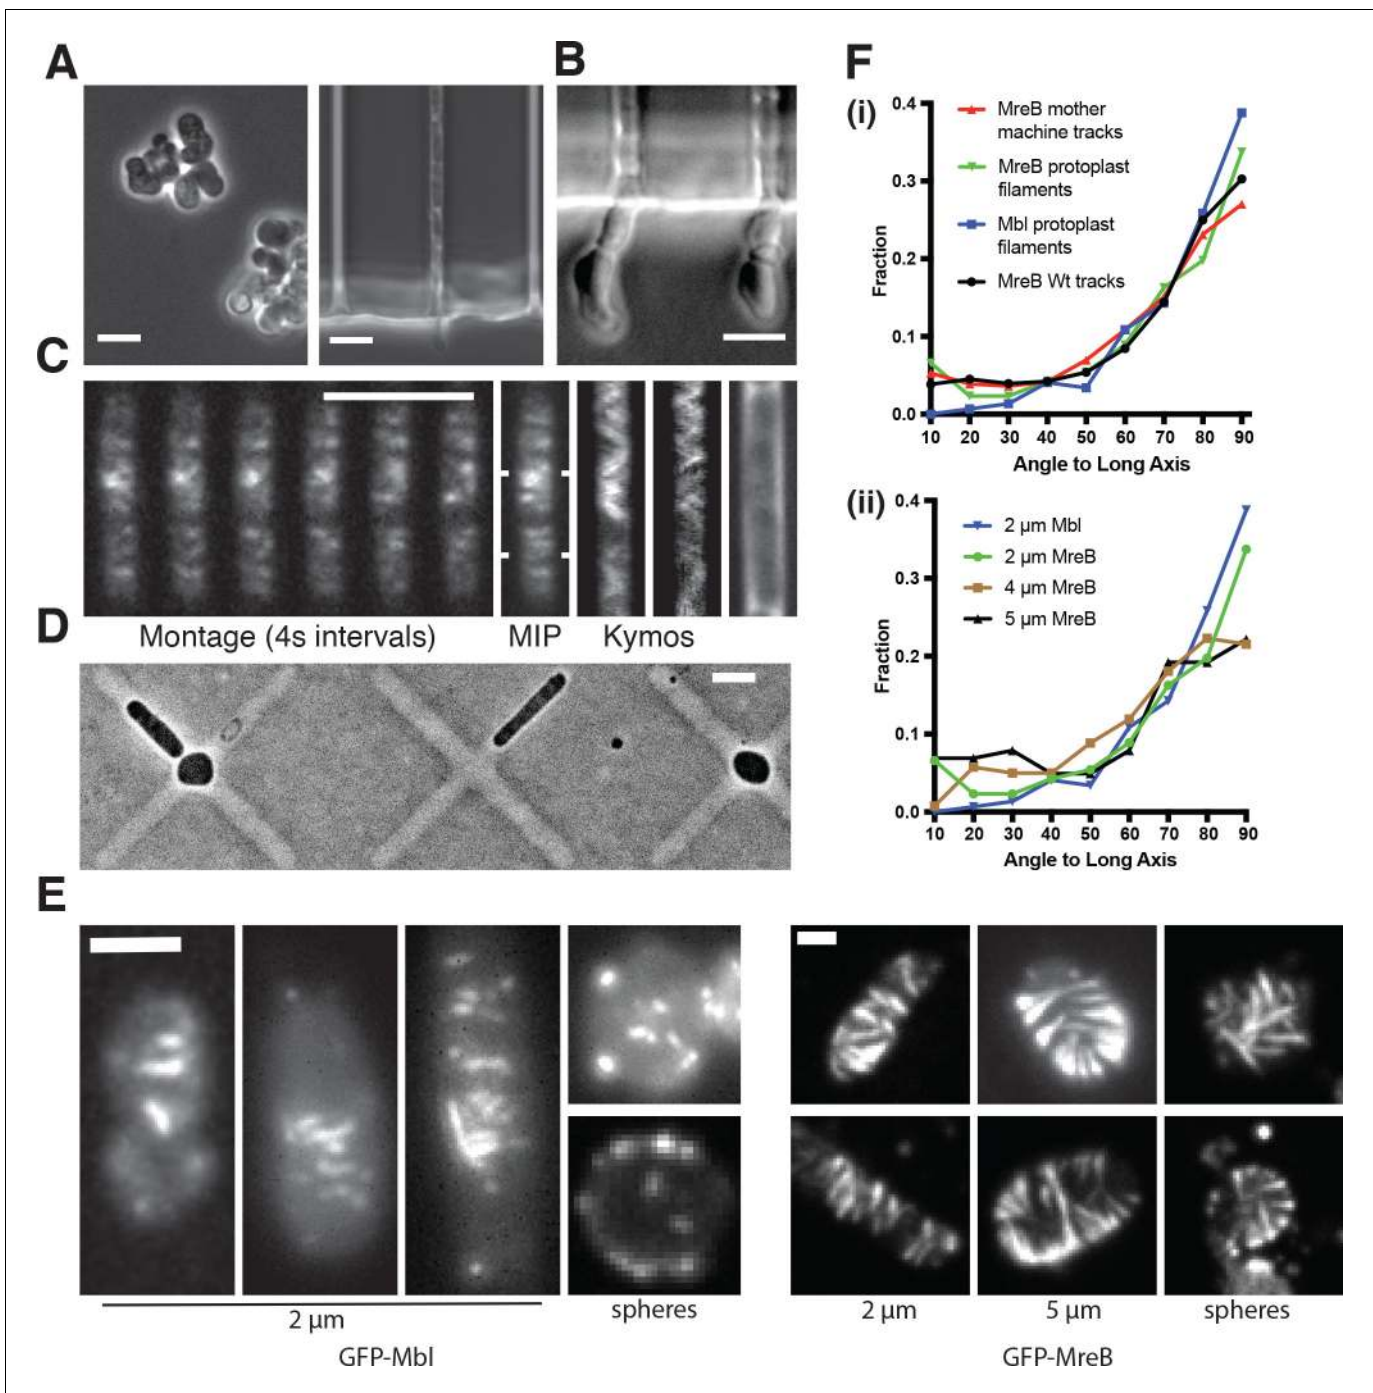 A
B
C
Montage (4s intervals)
MIP
Kymos
D
E
2 µm
spheres
GFP-Mbl
2 µm
5 µm
spheres
GFP-MreB
F
(i)
MreB mother
machine tracks
MreB protoplast
filaments
Mbl protoplast
filaments
MreB Wt tracks
Fraction
0.4
0.3
0.2
0.1
0.0
10 20 30 40 50 60 70 80 90
Angle to Long Axis
(ii)
2 µm Mbl
2 µm MreB
4 µm MreB
5 µm MreB
Fraction
0.4
0.3
0.2
0.1
0.0
10 20 30 40 50 60 70 80 90
Angle to Long Axis